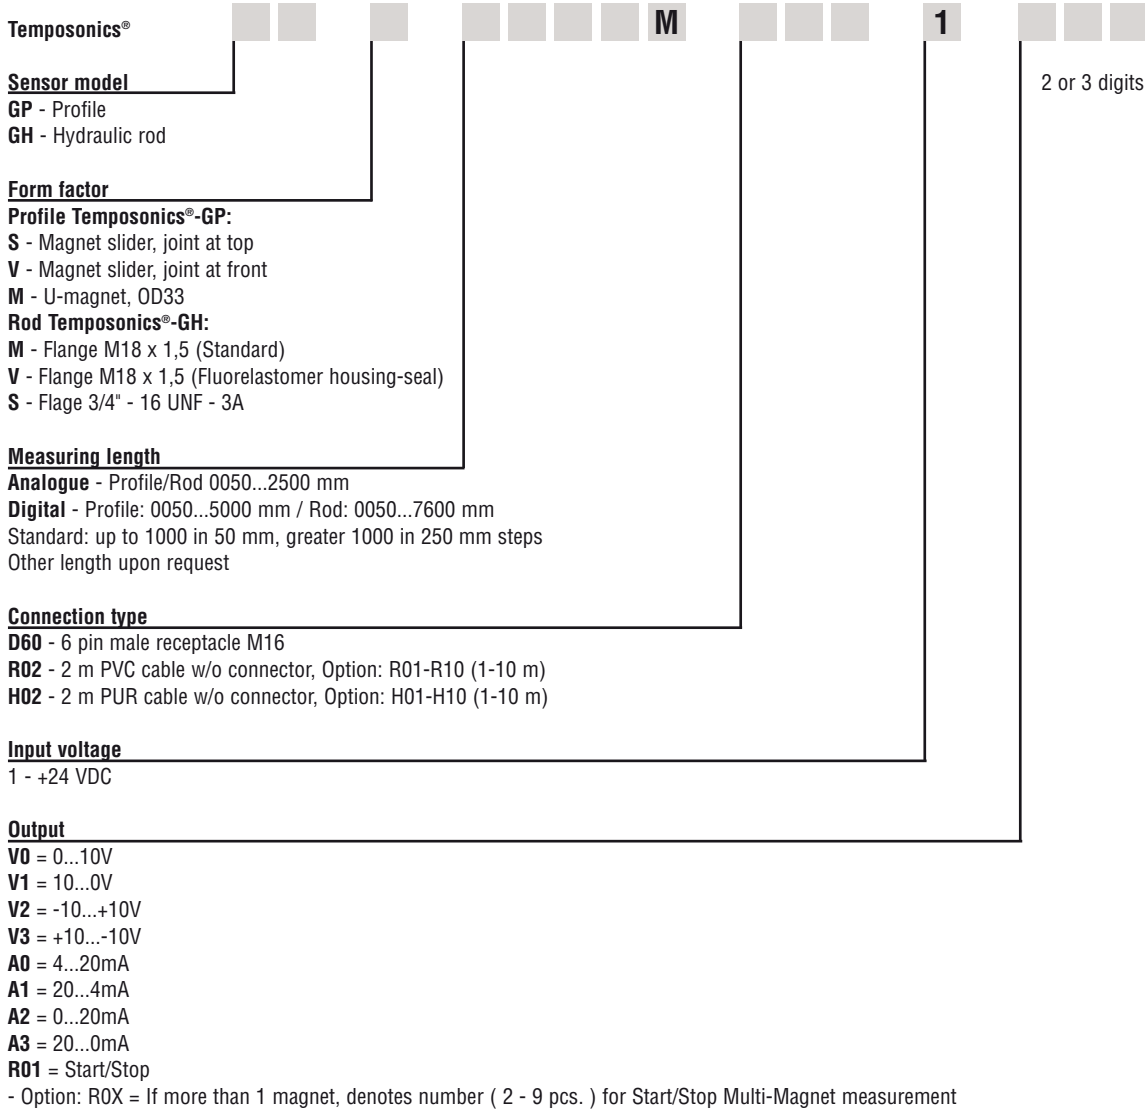 Temposonics® M 1
Sensor model 2 or 3 digits
GP - Profile
GH - Hydraulic rod
Form factor
Profile Temposonics®-GP:
S - Magnet slider, joint at top
V - Magnet slider, joint at front
M - U-magnet, OD33
Rod Temposonics®-GH:
M - Flange M18 x 1,5 (Standard)
V - Flange M18 x 1,5 (Fluorelastomer housing-seal)
S - Flage 3/4" - 16 UNF - 3A
Measuring length
Analogue - Profile/Rod 0050...2500 mm
Digital - Profile: 0050...5000 mm / Rod: 0050...7600 mm
Standard: up to 1000 in 50 mm, greater 1000 in 250 mm steps
Other length upon request
Connection type
D60 - 6 pin male receptacle M16
R02 - 2 m PVC cable w/o connector, Option: R01-R10 (1-10 m)
H02 - 2 m PUR cable w/o connector, Option: H01-H10 (1-10 m)
Input voltage
1 - +24 VDC
Output
V0 = 0...10V
V1 = 10...0V
V2 = -10...+10V
V3 = +10...-10V
A0 = 4...20mA
A1 = 20...4mA
A2 = 0...20mA
A3 = 20...0mA
R01 = Start/Stop
- Option: R0X = If more than 1 magnet, denotes number ( 2 - 9 pcs. ) for Start/Stop Multi-Magnet measurement